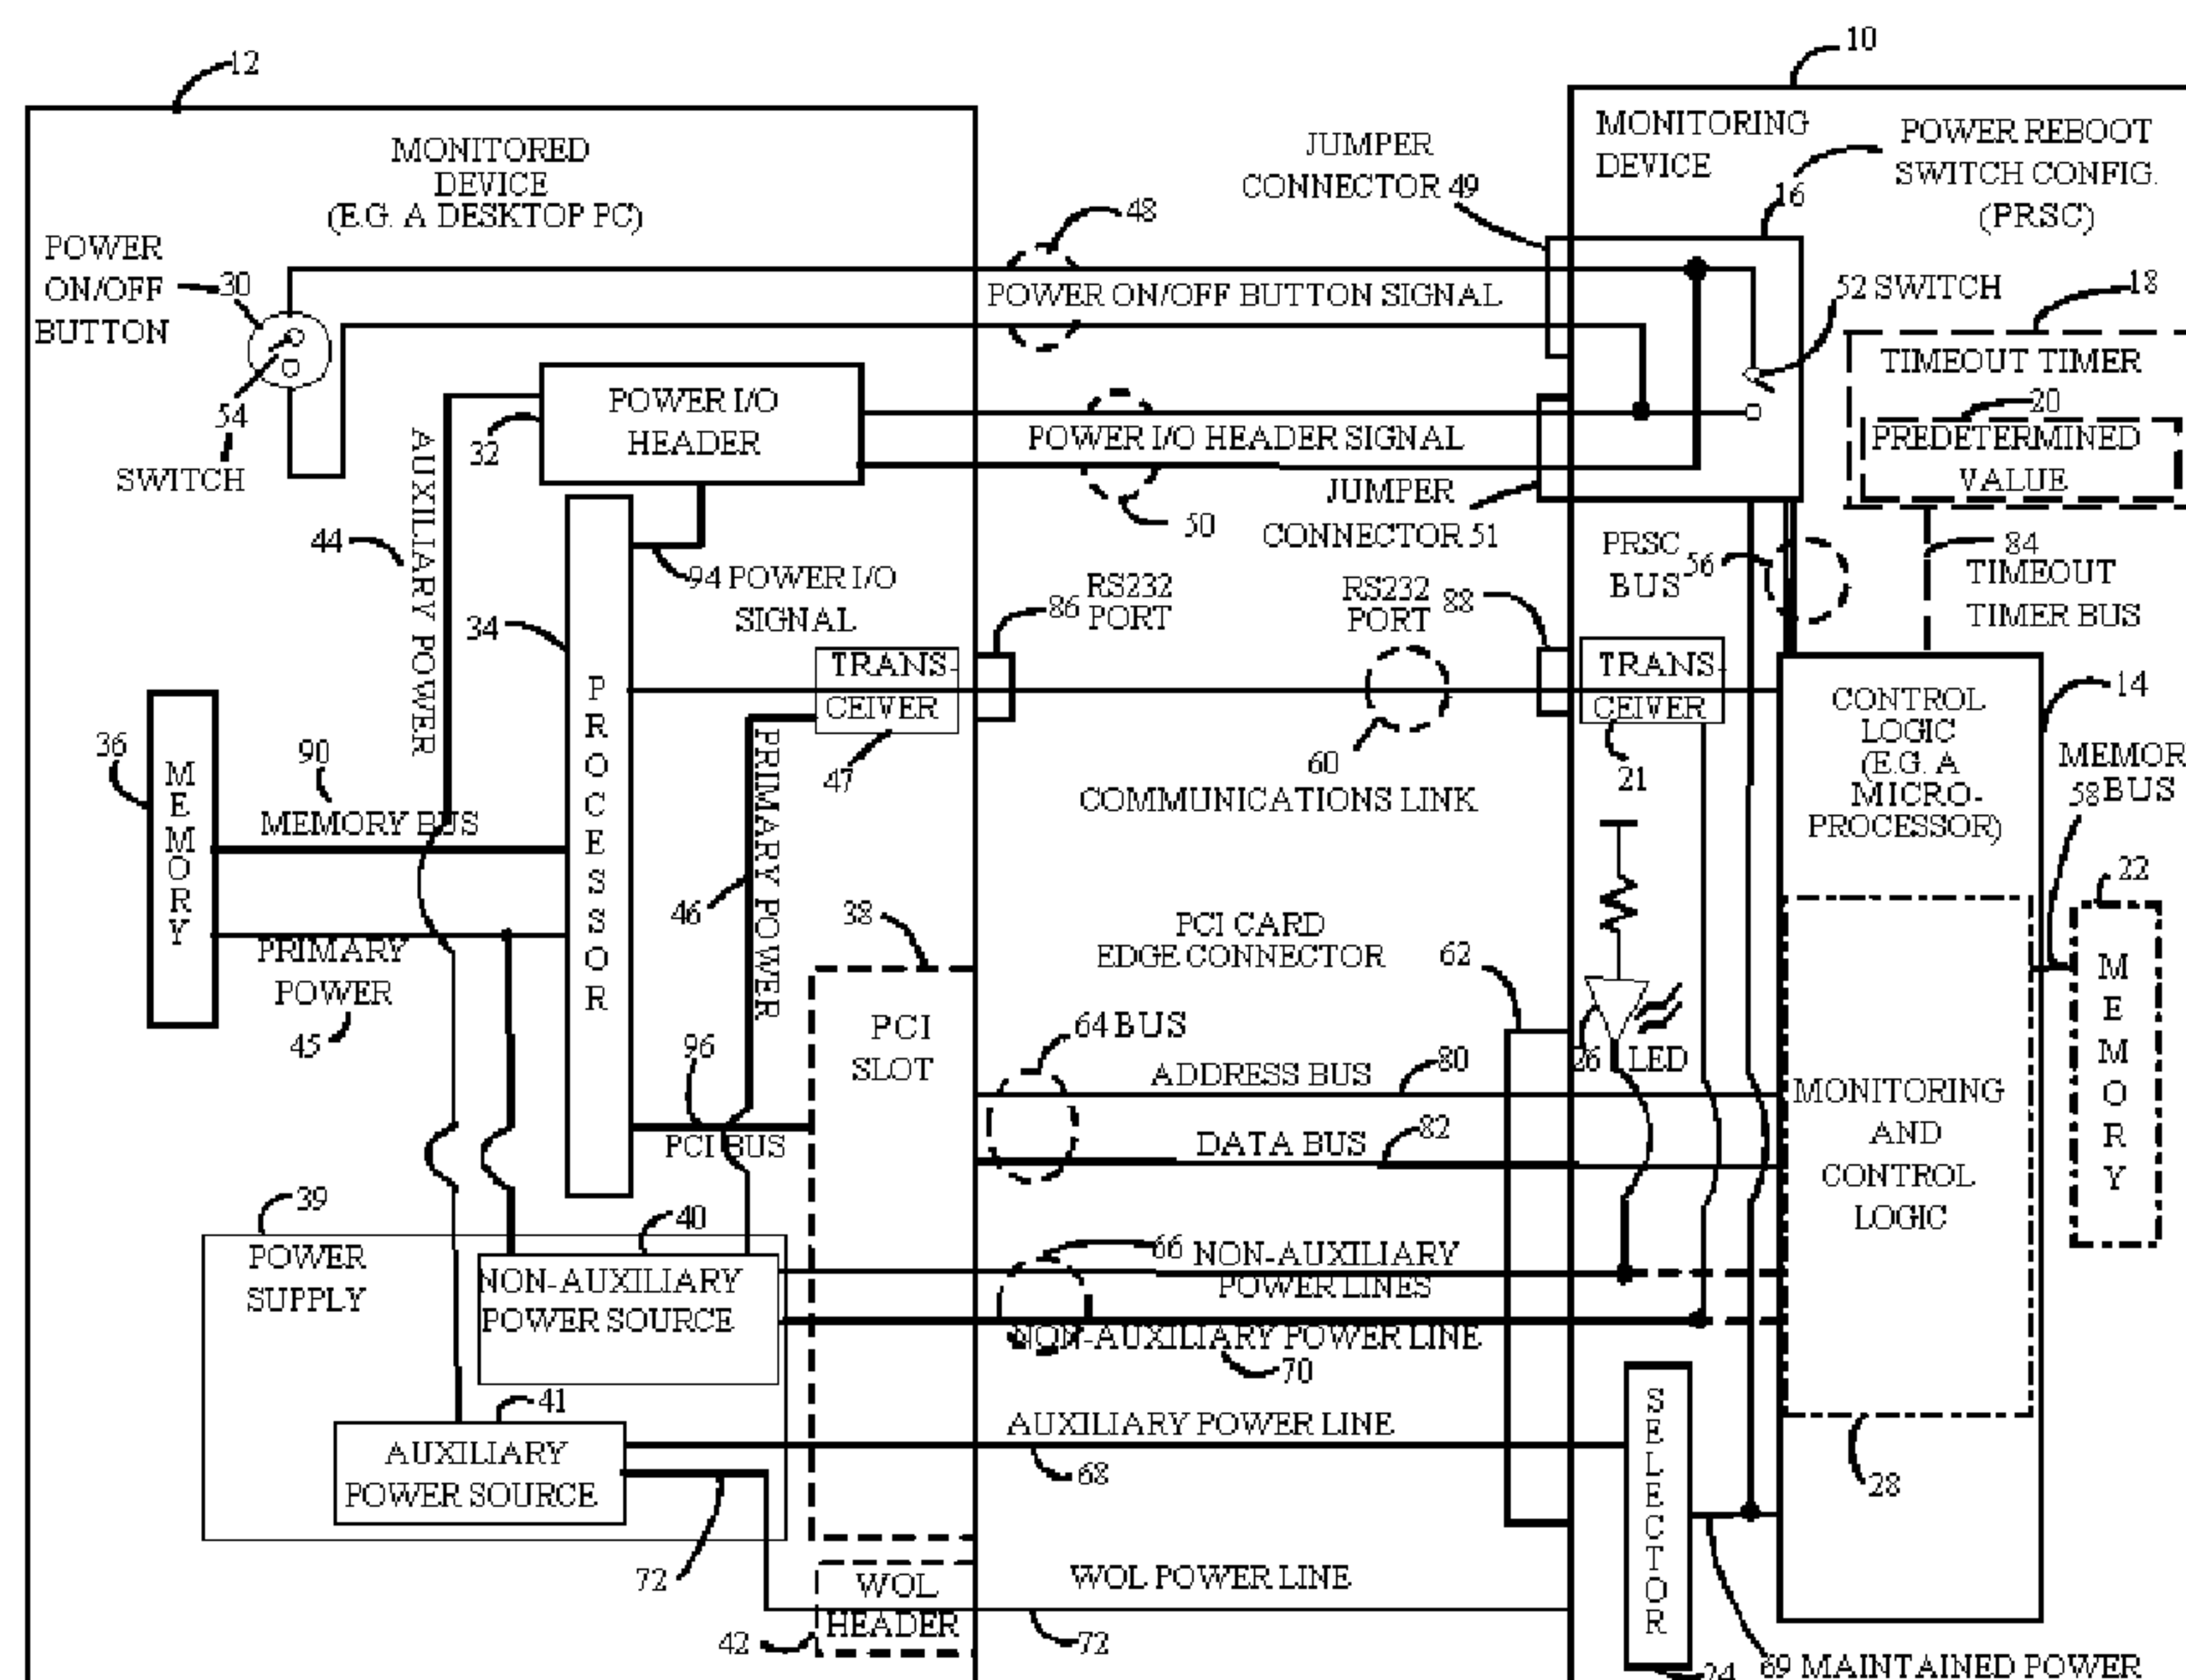 12
10
MONITORED
DEVICE
(E.G. A DESKTOP PC)
JUMPER
CONNECTOR 49
MONITORING
DEVICE
POWER REBOOT
SWITCH CONFIG.
(PRSC)
16
POWER
ON/OFF
BUTTON
30
48
POWER ON/OFF BUTTON SIGNAL
52 SWITCH
18
TIMEOUT TIMER
20
PREDETERMINED
VALUE
54
SWITCH
32
POWER I/O
HEADER
POWER I/O HEADER SIGNAL
50
JUMPER
CONNECTOR 51
44
AUXILIARY POWER
94 POWER I/O
SIGNAL
PRSC
BUS
56
84
TIMEOUT
TIMER BUS
34
PROCESSOR
86
RS232
PORT
RS232
PORT
88
TRANS-
CEIVER
47
60
COMMUNICATIONS LINK
TRANS-
CEIVER
21
CONTROL
LOGIC
(E.G. A
MICRO-
PROCESSOR)
14
MEMOR
58 BUS
22
MEMORY
36
MEMORY
90
MEMORY BUS
PRIMARY
POWER
45
46
PRIMARY POWER
38
PCI
SLOT
96
PCI BUS
PCI CARD
EDGE CONNECTOR
62
64 BUS
ADDRESS BUS
80
DATA BUS
82
26
LED
MONITORING
AND
CONTROL
LOGIC
28
39
POWER
SUPPLY
40
NON-AUXILIARY
POWER SOURCE
66
NON-AUXILIARY
POWER LINES
NON-AUXILIARY POWER LINE
70
41
AUXILIARY
POWER SOURCE
AUXILIARY POWER LINE
68
SELECTOR
72
WOL
HEADER
42
WOL POWER LINE
72
24
69 MAINTAINED POWER